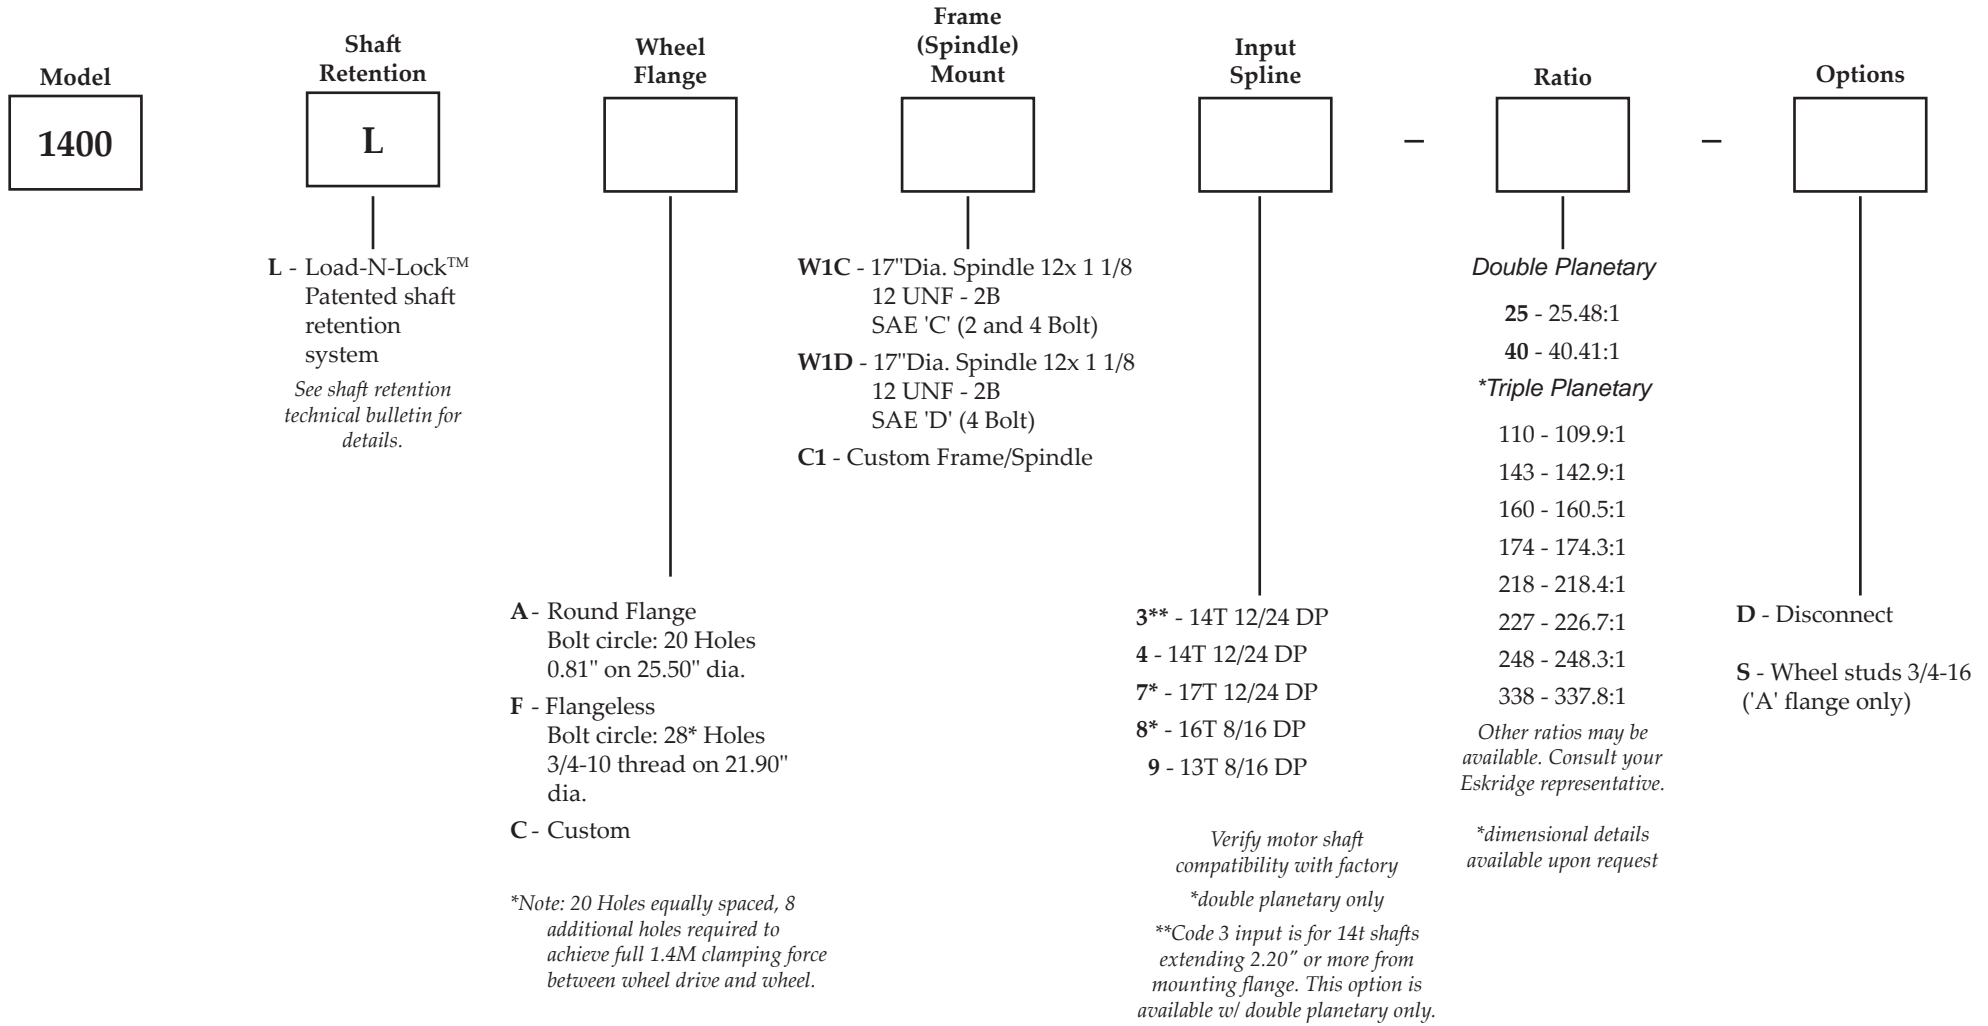 Model
1400
Shaft
Retention
L
L - Load-N-Lock™
Patented shaft
retention
system
See shaft retention
technical bulletin for
details.
Wheel
Flange
A - Round Flange
Bolt circle: 20 Holes
0.81" on 25.50" dia.
F - Flangeless
Bolt circle: 28* Holes
3/4-10 thread on 21.90"
dia.
C - Custom
*Note: 20 Holes equally spaced, 8
additional holes required to
achieve full 1.4M clamping force
between wheel drive and wheel.
Frame
(Spindle)
Mount
W1C - 17"Dia. Spindle 12x 1 1/8
12 UNF - 2B
SAE 'C' (2 and 4 Bolt)
W1D - 17"Dia. Spindle 12x 1 1/8
12 UNF - 2B
SAE 'D' (4 Bolt)
C1 - Custom Frame/Spindle
Input
Spline
3** - 14T 12/24 DP
4 - 14T 12/24 DP
7* - 17T 12/24 DP
8* - 16T 8/16 DP
9 - 13T 8/16 DP
Verify motor shaft
compatibility with factory
*double planetary only
**Code 3 input is for 14t shafts
extending 2.20" or more from
mounting flange. This option is
available w/ double planetary only.
–
Ratio
Double Planetary
25 - 25.48:1
40 - 40.41:1
*Triple Planetary
110 - 109.9:1
143 - 142.9:1
160 - 160.5:1
174 - 174.3:1
218 - 218.4:1
227 - 226.7:1
248 - 248.3:1
338 - 337.8:1
Other ratios may be
available. Consult your
Eskridge representative.
*dimensional details
available upon request
–
Options
D - Disconnect
S - Wheel studs 3/4-16
('A' flange only)